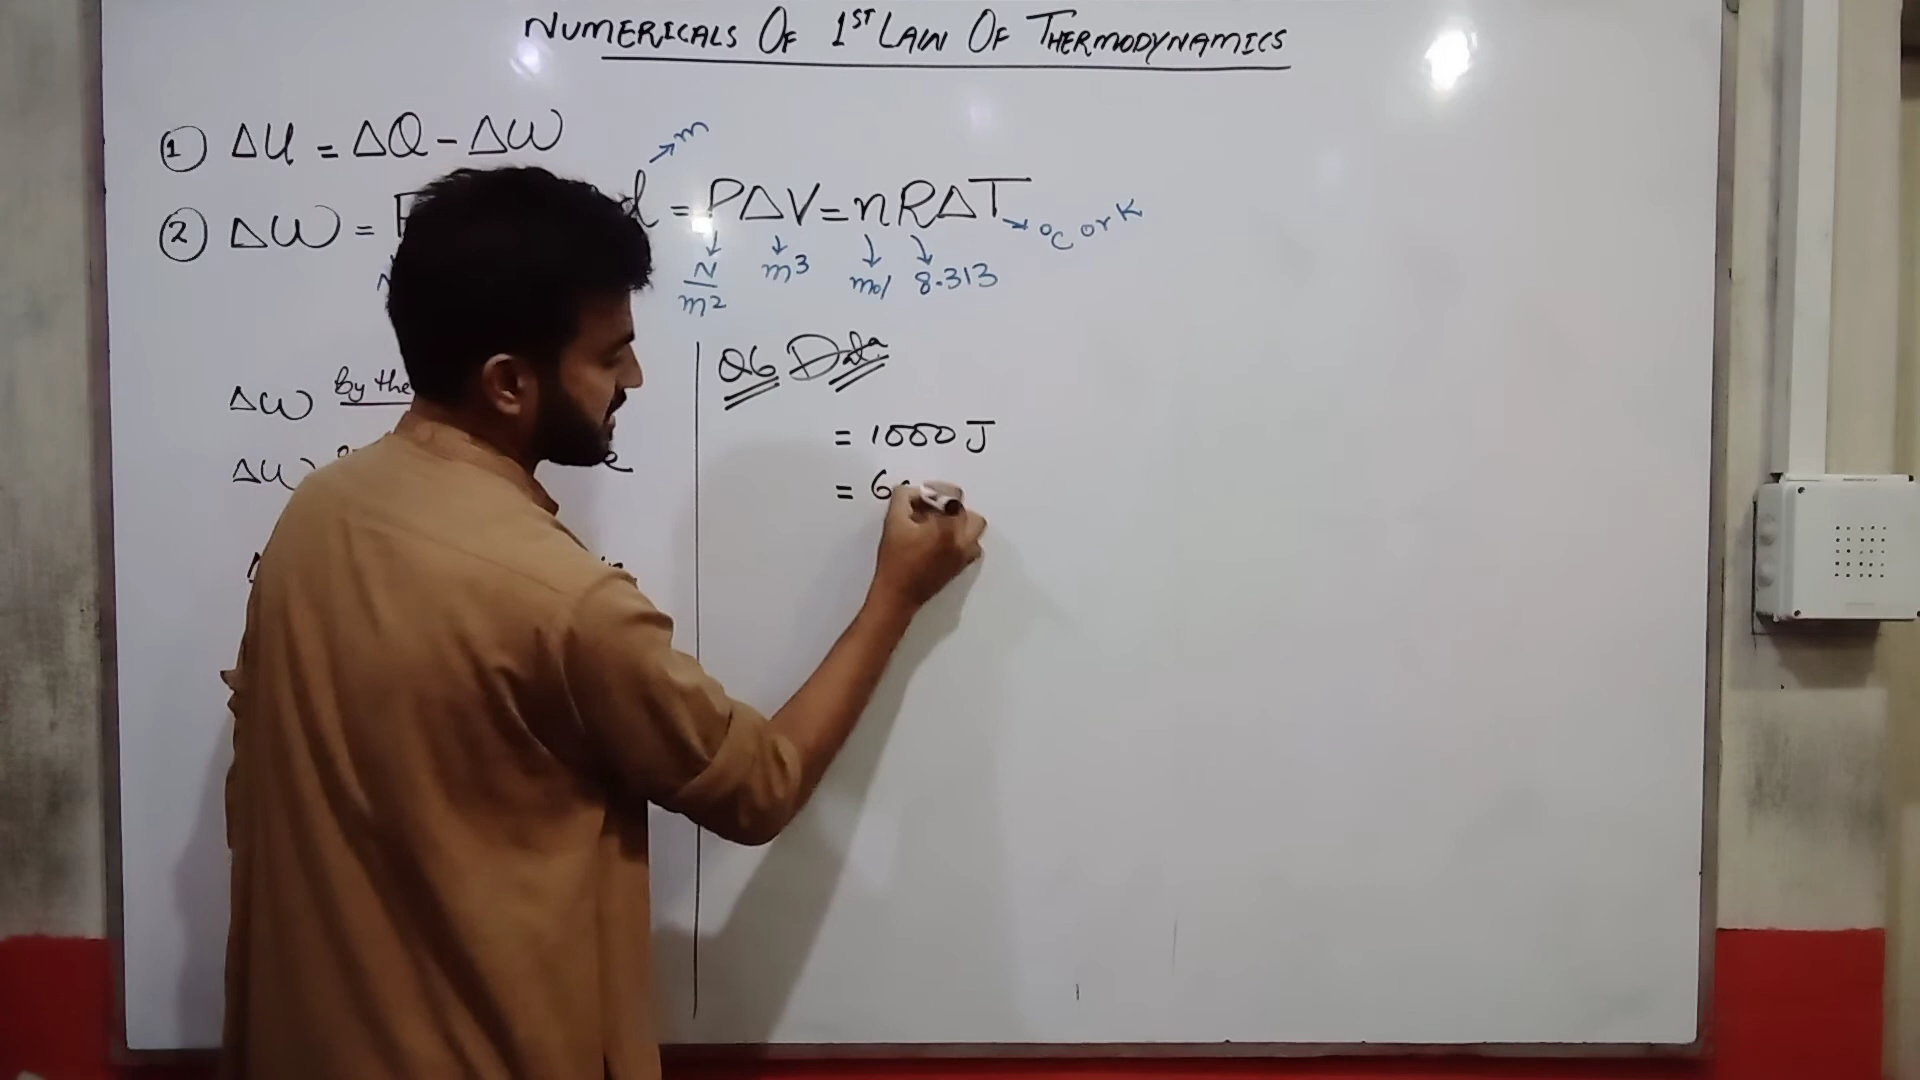 NUMERICALS OF 1ST LAW OF THERMODYNAMICS
① ΔU = ΔQ - ΔW
→ m
② ΔW = d = PΔV = nRΔT → °C or K
↓ N/m2 ↓ m3 ↓ mol ↓ 8.313
ΔW By the
ΔW
Q6 Data
= 1000 J
= 6